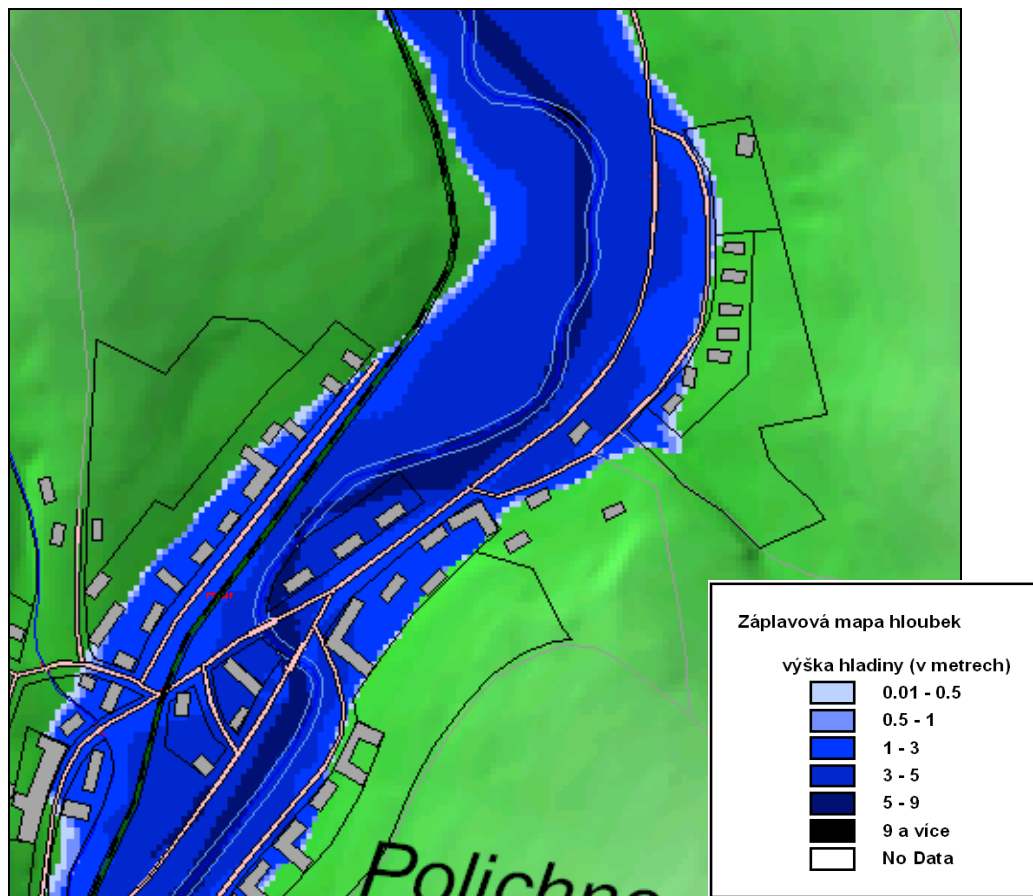 Záplavová mapa hloubek
výška hladiny (v metrech)
0.01 - 0.5
0.5 - 1
1 - 3
3 - 5
5 - 9
9 a více
No Data